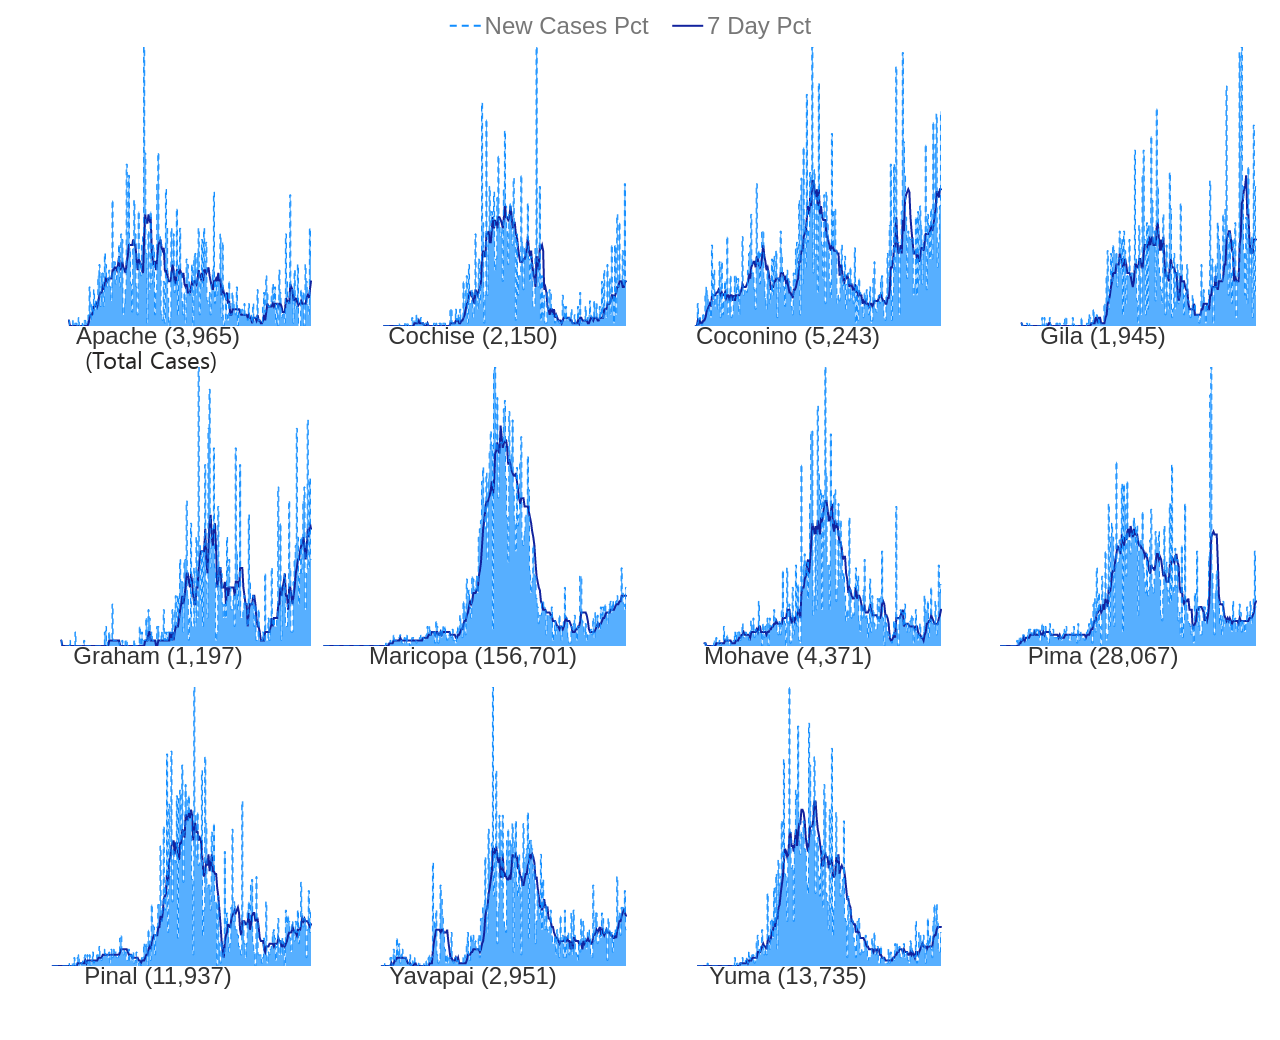 New Cases Pct 7 Day Pct
Apache (3,965) Cochise (2,150) Coconino (5,243) Gila (1,945)
(Total Cases)
Graham (1,197) Maricopa (156,701) Mohave (4,371) Pima (28,067)
Pinal (11,937) Yavapai (2,951) Yuma (13,735)